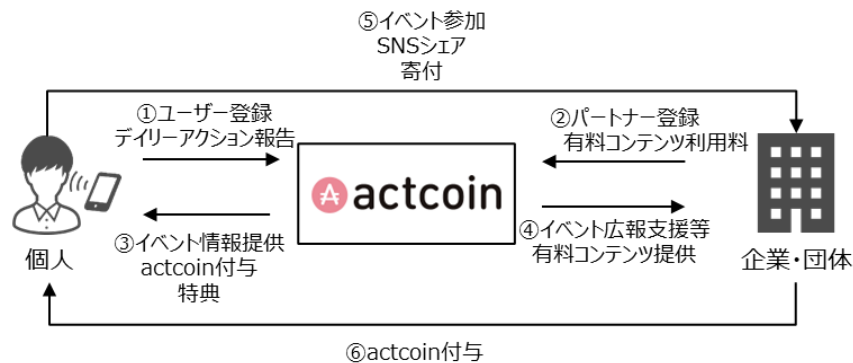 ⑤イベント参加
SNSシェア
寄付
①ユーザー登録
デイリーアクション報告
②パートナー登録
有料コンテンツ利用料
actcoin
③イベント情報提供
actcoin付与
特典
④イベント広報支援等
有料コンテンツ提供
個人
企業・団体
⑥actcoin付与